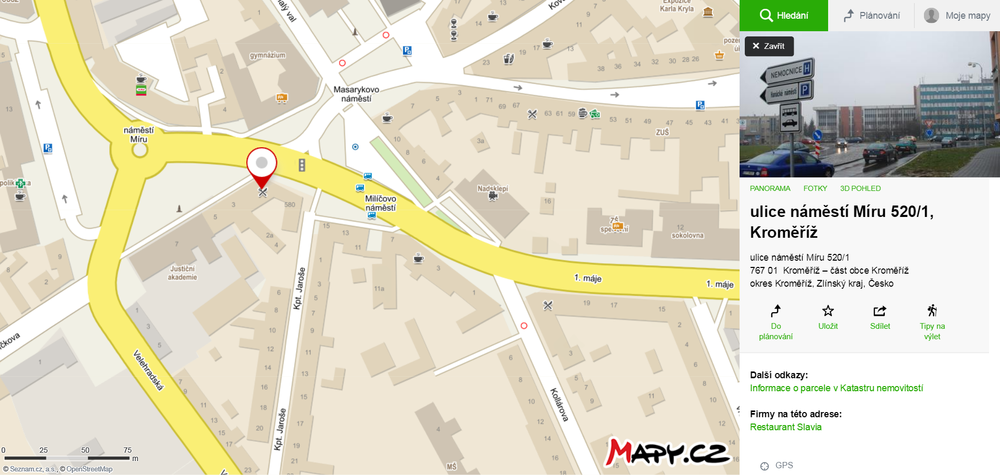 Malý val
Expozice
Karla Kryla
gymnázium
Masarykovo
náměstí
náměstí
Míru
ZUŠ
Nadsklepí
Milíčovo
náměstí
ZŠ
sokolovna
Justiční
akademie
1. máje
1. máje
Kpt. Jaroše
Kpt. Jaroše
Velehradská
Kollárova
MŠ
0 25 50 75 m
© Seznam.cz, a.s., © OpenStreetMap
MAPY.CZ
Hledání
Plánování
Moje mapy
Zavřít
NEMOCNICE H
Hanácké náměstí P
PANORAMA FOTKY 3D POHLED
ulice náměstí Míru 520/1,
Kroměříž
ulice náměstí Míru 520/1
767 01 Kroměříž – část obce Kroměříž
okres Kroměříž, Zlínský kraj, Česko
Do
plánování
Uložit
Sdílet
Tipy na
výlet
Další odkazy:
Informace o parcele v Katastru nemovitostí
Firmy na této adrese:
Restaurant Slavia
GPS